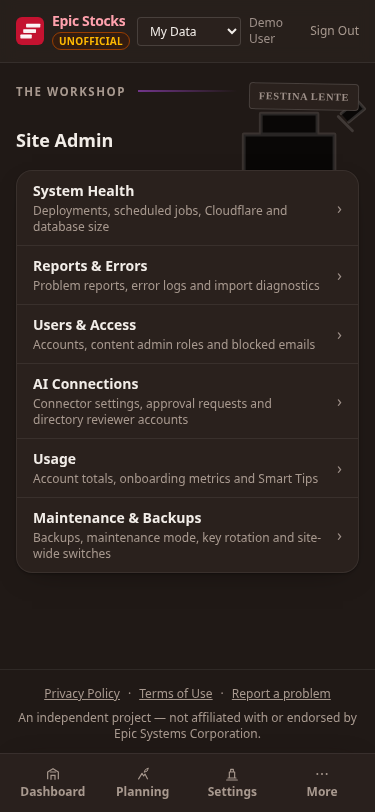 Epic Stocks
UNOFFICIAL
My Data
Demo
User
Sign Out
THE WORKSHOP
FESTINA LENTE
Site Admin
System Health
Deployments, scheduled jobs, Cloudflare and
database size
Reports & Errors
Problem reports, error logs and import diagnostics
Users & Access
Accounts, content admin roles and blocked emails
AI Connections
Connector settings, approval requests and
directory reviewer accounts
Usage
Account totals, onboarding metrics and Smart Tips
Maintenance & Backups
Backups, maintenance mode, key rotation and site-
wide switches
Privacy Policy · Terms of Use · Report a problem
An independent project — not affiliated with or endorsed by
Epic Systems Corporation.
Dashboard
Planning
Settings
More